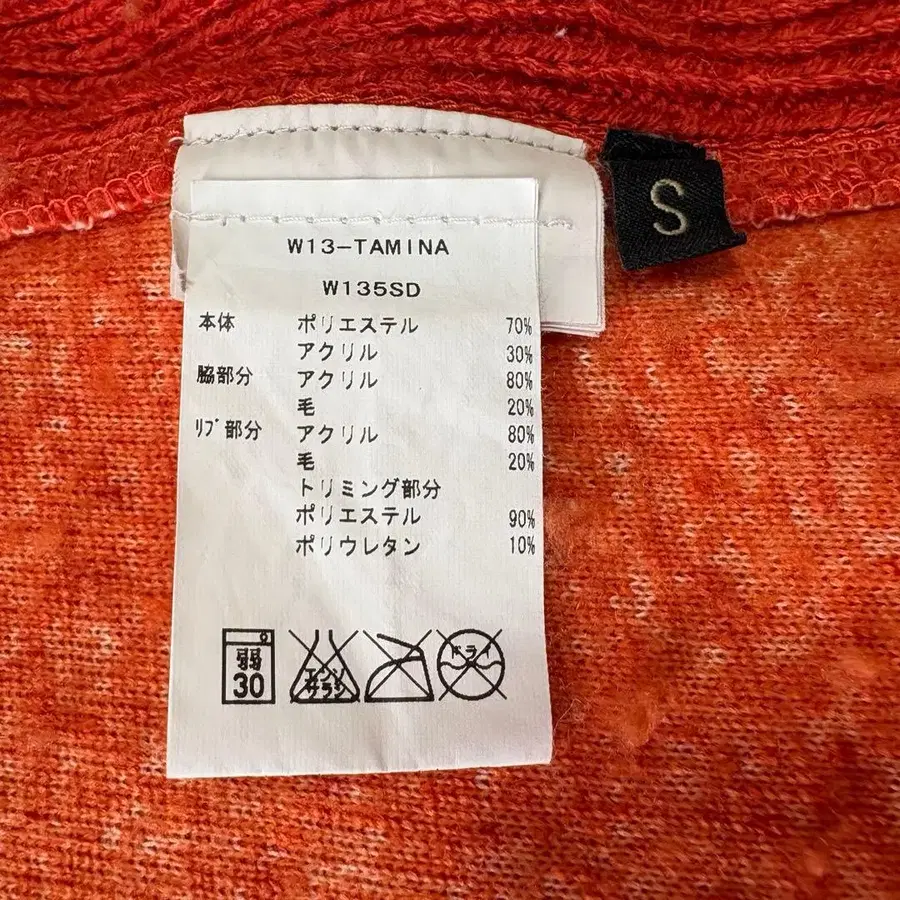 S
W13-TAMINA
W135SD
本体 ポリエステル 70%
アクリル 30%
脇部分 アクリル 80%
毛 20%
ﾘﾌﾞ部分 アクリル 80%
毛 20%
トリミング部分
ポリエステル 90%
ポリウレタン 10%
弱 30
エンソサラシ
ドライ